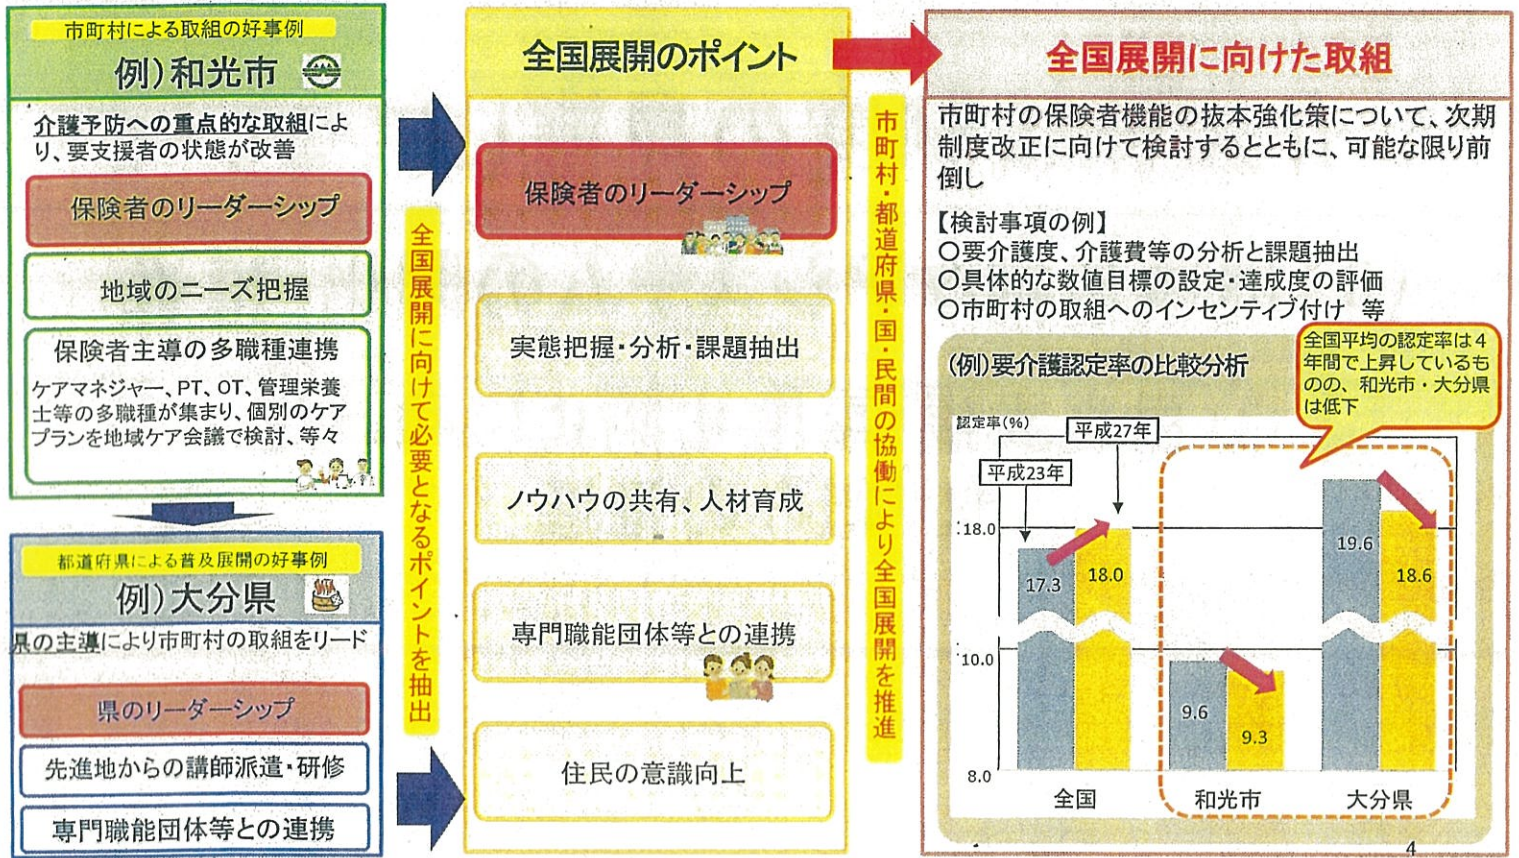 市町村による取組の好事例
例)和光市
介護予防への重点的な取組によ
り、要支援者の状態が改善
保険者のリーダーシップ
地域のニーズ把握
保険者主導の多職種連携
ケアマネジャー、PT、OT、管理栄養
士等の多職種が集まり、個別のケア
プランを地域ケア会議で検討、等々
都道府県による普及展開の好事例
例)大分県
県の主導により市町村の取組をリード
県のリーダーシップ
先進地からの講師派遣・研修
専門職能団体等との連携
全国展開に向けて必要となるポイントを抽出
全国展開のポイント
保険者のリーダーシップ
実態把握・分析・課題抽出
ノウハウの共有、人材育成
専門職能団体等との連携
住民の意識向上
市町村・都道府県・国・民間の協働により全国展開を推進
全国展開に向けた取組
市町村の保険者機能の抜本強化策について、次期
制度改正に向けて検討するとともに、可能な限り前
倒し
【検討事項の例】
○要介護度、介護費等の分析と課題抽出
○具体的な数値目標の設定・達成度の評価
○市町村の取組へのインセンティブ付け 等
(例)要介護認定率の比較分析
全国平均の認定率は4
年間で上昇しているも
のの、和光市・大分県
は低下
認定率(%)
平成27年
平成23年
18.0
10.0
8.0
17.3
18.0
9.6
9.3
19.6
18.6
全国
和光市
大分県
4